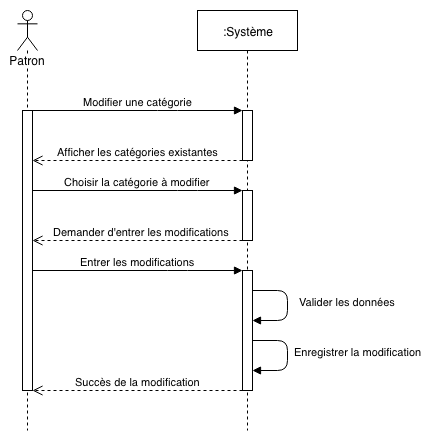 :Système
Patron
Modifier une catégorie
Afficher les catégories existantes
Choisir la catégorie à modifier
Demander d'entrer les modifications
Entrer les modifications
Valider les données
Enregistrer la modification
Succès de la modification